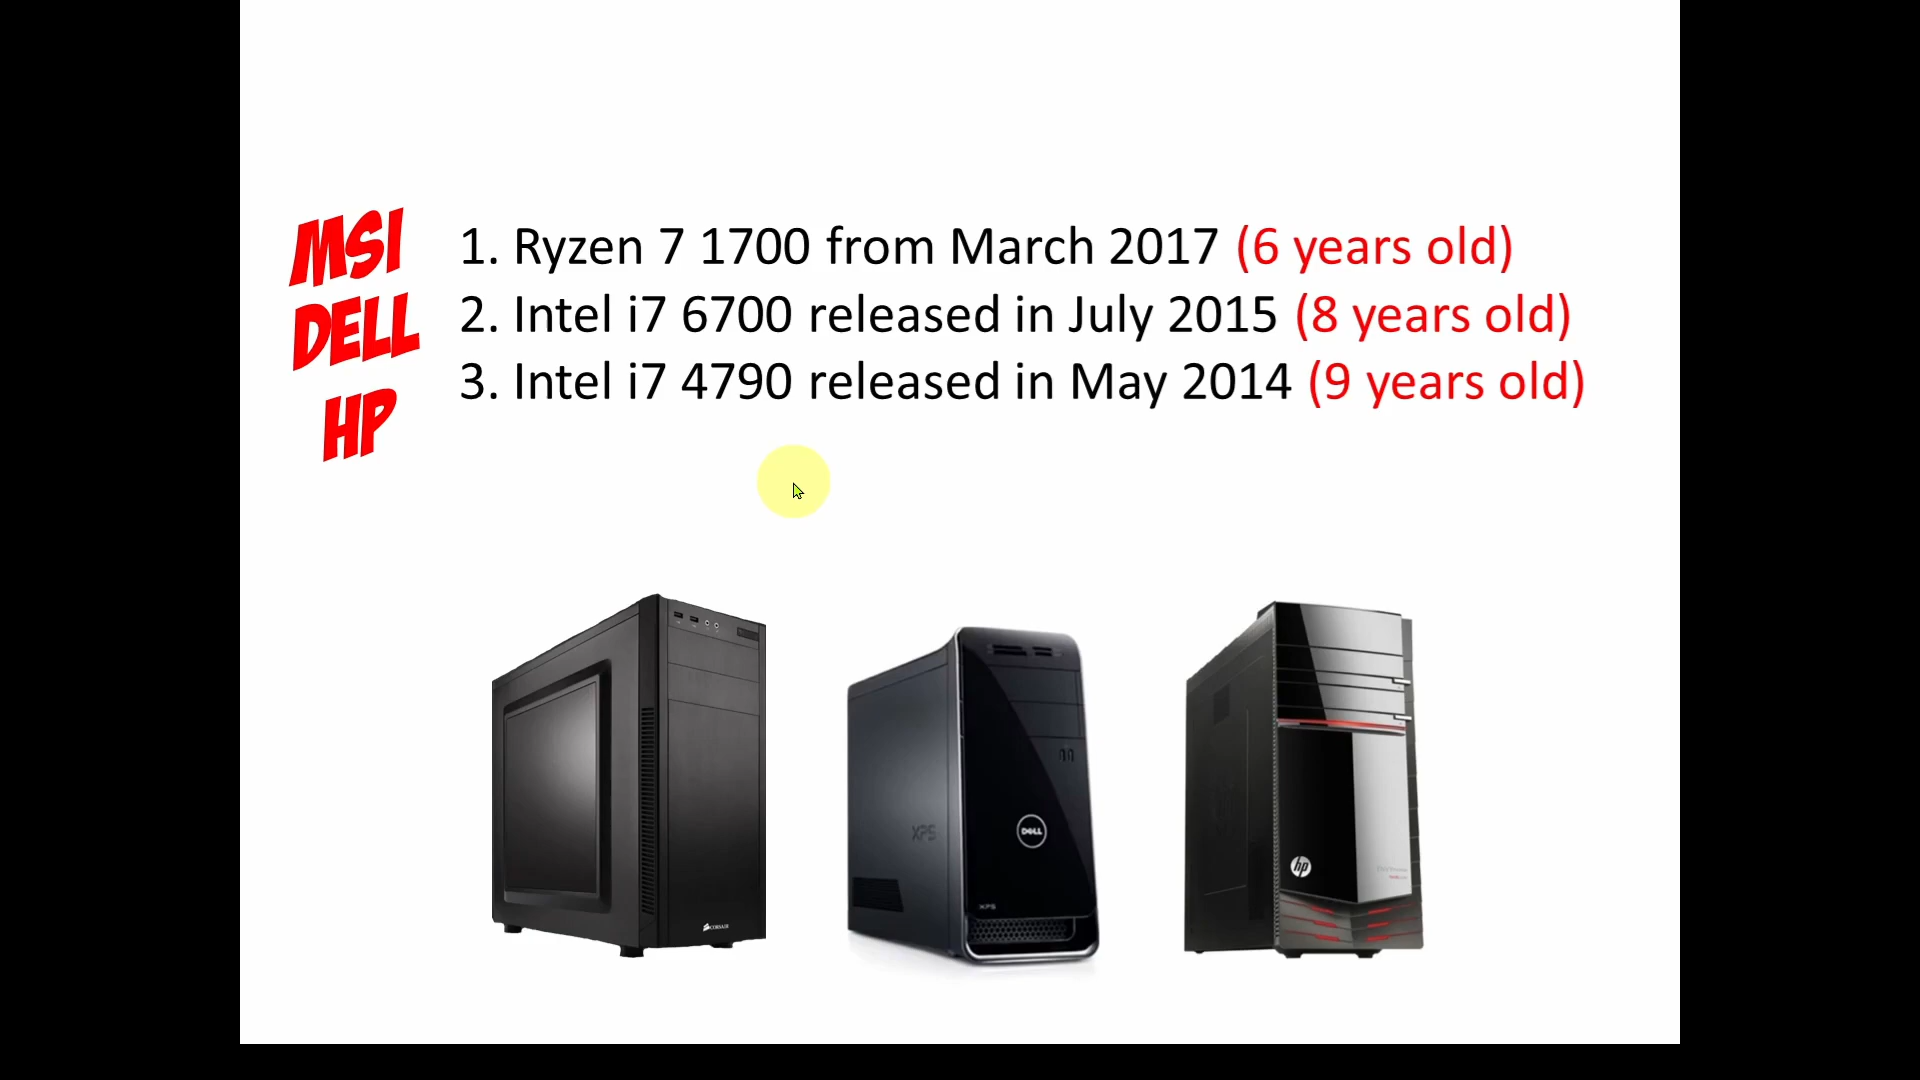 MSI
DELL
HP
1. Ryzen 7 1700 from March 2017 (6 years old)
2. Intel i7 6700 released in July 2015 (8 years old)
3. Intel i7 4790 released in May 2014 (9 years old)
CORSAIR
XPS
DELL
XPS
hp